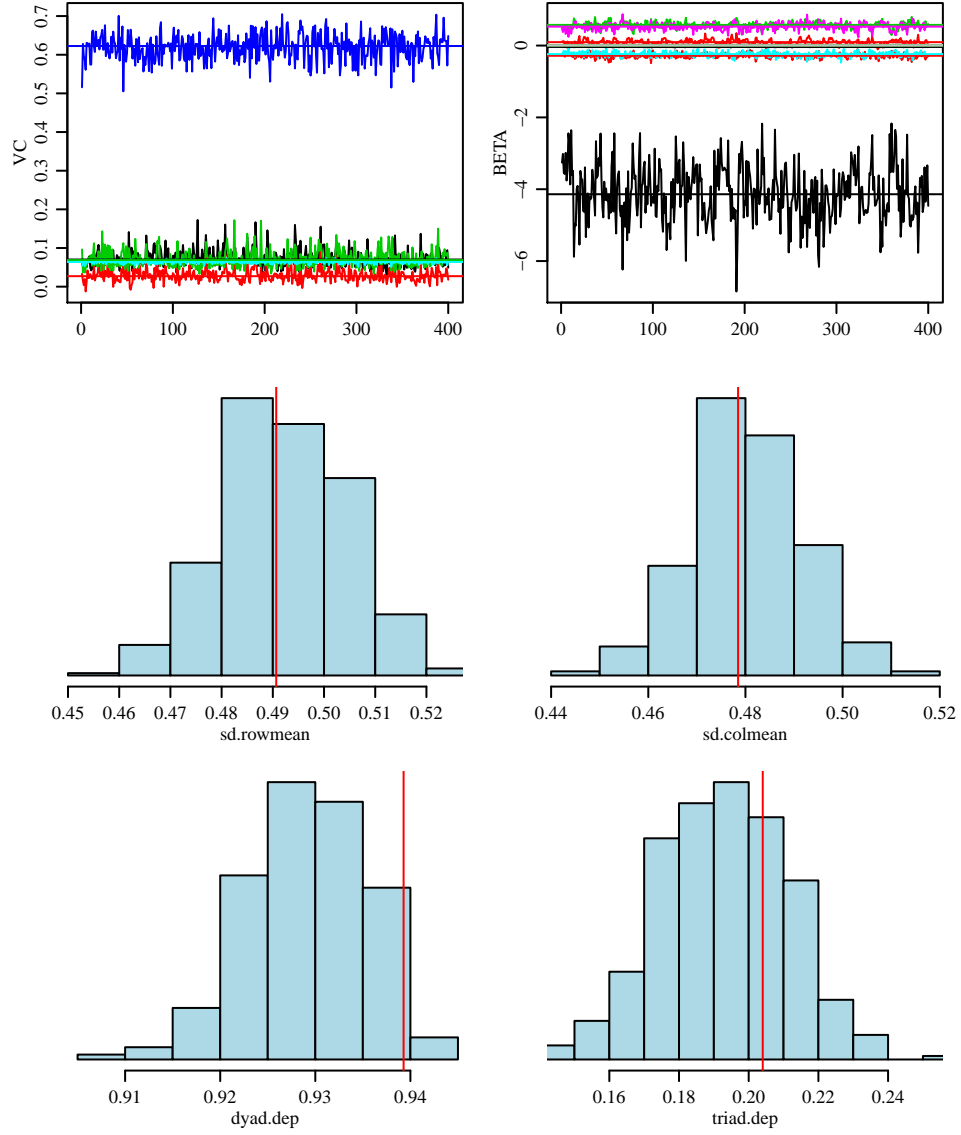 VC
0.0 0.1 0.2 0.3 0.4 0.5 0.6 0.7
0 100 200 300 400
BETA
−6 −4 −2 0
0 100 200 300 400
0.45 0.46 0.47 0.48 0.49 0.50 0.51 0.52
sd.rowmean
0.44 0.46 0.48 0.50 0.52
sd.colmean
0.91 0.92 0.93 0.94
dyad.dep
0.16 0.18 0.20 0.22 0.24
triad.dep